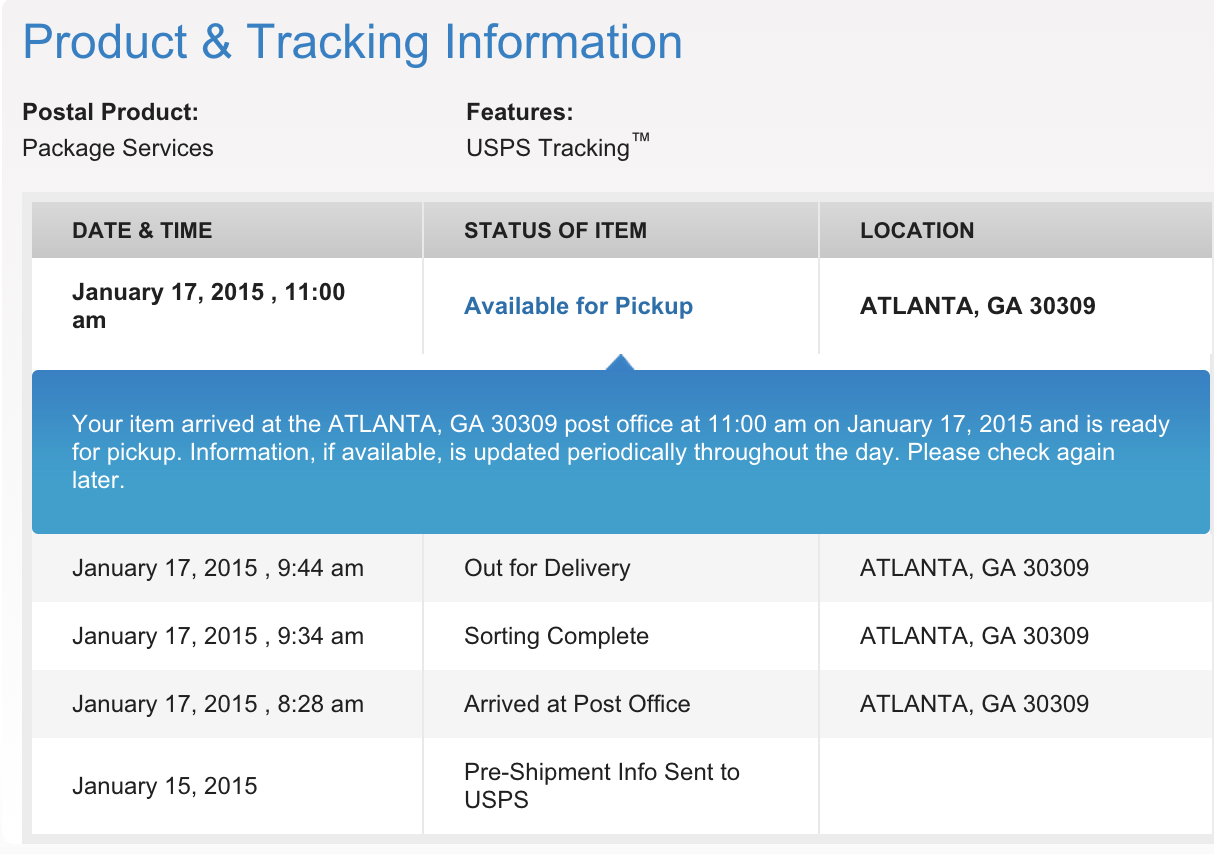 Product & Tracking Information
Postal Product:
Features:
Package Services
USPS Tracking™
DATE & TIME
STATUS OF ITEM
LOCATION
January 17, 2015 , 11:00
am
Available for Pickup
ATLANTA, GA 30309
Your item arrived at the ATLANTA, GA 30309 post office at 11:00 am on January 17, 2015 and is ready
for pickup. Information, if available, is updated periodically throughout the day. Please check again
later.
January 17, 2015 , 9:44 am
Out for Delivery
ATLANTA, GA 30309
January 17, 2015 , 9:34 am
Sorting Complete
ATLANTA, GA 30309
January 17, 2015 , 8:28 am
Arrived at Post Office
ATLANTA, GA 30309
January 15, 2015
Pre-Shipment Info Sent to
USPS